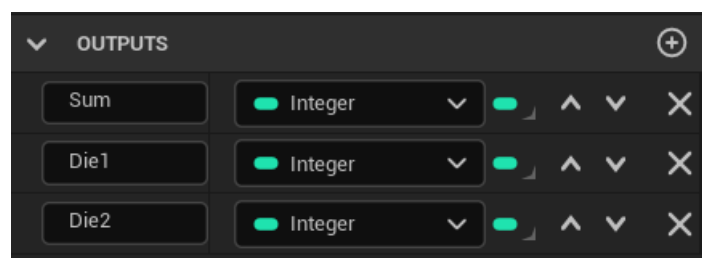 OUTPUTS
Sum Integer
Die1 Integer
Die2 Integer